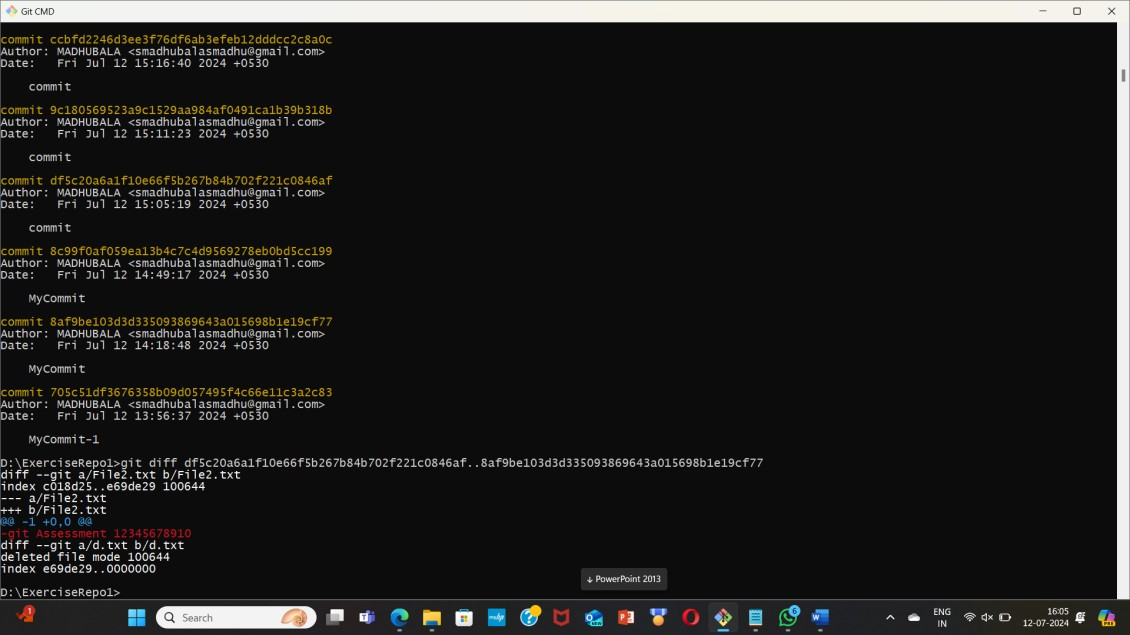 Git CMD
commit ccbfd2246d3ee3f76df6ab3efeb12dddcc2c8a0c
Author: MADHUBALA <smadhubalasmadhu@gmail.com>
Date:   Fri Jul 12 15:16:40 2024 +0530
commit
commit 9c180569523a9c1529aa984af0491ca1b39b318b
Author: MADHUBALA <smadhubalasmadhu@gmail.com>
Date:   Fri Jul 12 15:11:23 2024 +0530
commit
commit df5c20a6a1f10e66f5b267b84b702f221c0846af
Author: MADHUBALA <smadhubalasmadhu@gmail.com>
Date:   Fri Jul 12 15:05:19 2024 +0530
commit
commit 8c99f0af059ea13b4c7c4d9569278eb0bd5cc199
Author: MADHUBALA <smadhubalasmadhu@gmail.com>
Date:   Fri Jul 12 14:49:17 2024 +0530
MyCommit
commit 8af9be103d3d335093869643a015698b1e19cf77
Author: MADHUBALA <smadhubalasmadhu@gmail.com>
Date:   Fri Jul 12 14:18:48 2024 +0530
MyCommit
commit 705c51df3676358b09d057495f4c66e11c3a2c83
Author: MADHUBALA <smadhubalasmadhu@gmail.com>
Date:   Fri Jul 12 13:56:37 2024 +0530
MyCommit-1
D:\ExerciseRepo1>git diff df5c20a6a1f10e66f5b267b84b702f221c0846af..8af9be103d3d335093869643a015698b1e19cf77
diff --git a/File2.txt b/File2.txt
index c018d25..e69de29 100644
--- a/File2.txt
+++ b/File2.txt
@@ -1 +0,0 @@
-git Assessment 12345678910
diff --git a/d.txt b/d.txt
deleted file mode 100644
index e69de29..0000000
D:\ExerciseRepo1>
↓ PowerPoint 2013
1
Search
6
ENG
IN
16:05
12-07-2024